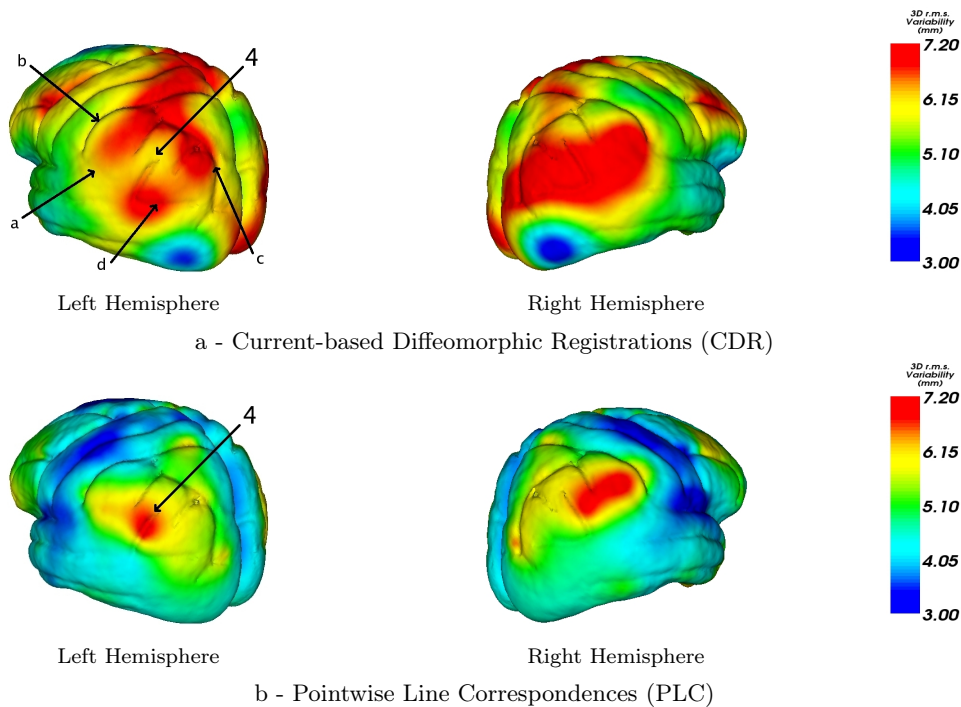 3D r.m.s.
Variability
(mm)
7.20
6.15
5.10
4.05
3.00
b
4
a
d
c
Left Hemisphere
Right Hemisphere
a - Current-based Diffeomorphic Registrations (CDR)
3D r.m.s.
Variability
(mm)
7.20
6.15
5.10
4.05
3.00
4
Left Hemisphere
Right Hemisphere
b - Pointwise Line Correspondences (PLC)